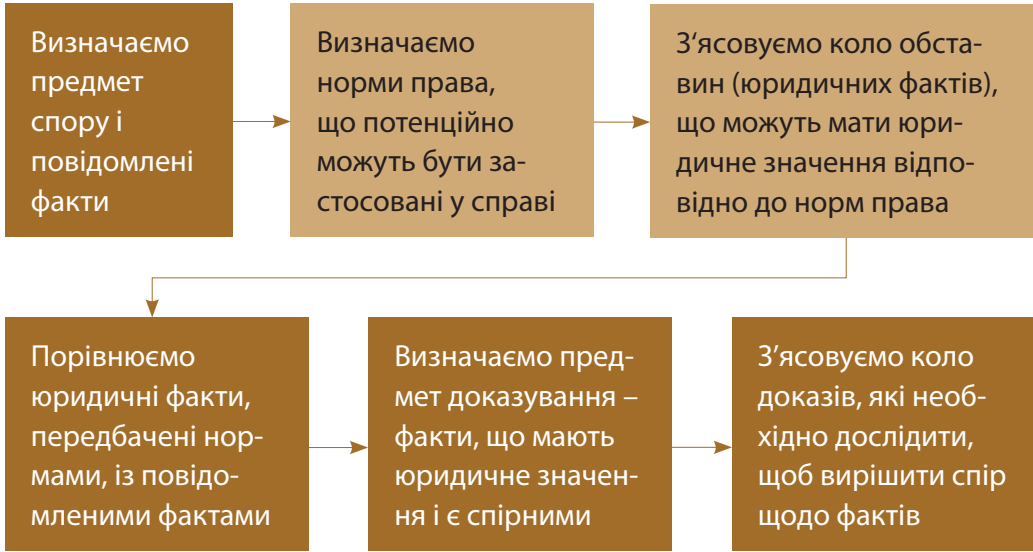 Визначаємо
предмет
спору і
повідомлені
факти
Визначаємо
норми права,
що потенційно
можуть бути за-
стосовані у справі
З‘ясовуємо коло обста-
вин (юридичних фактів),
що можуть мати юри-
дичне значення відпо-
відно до норм права
Порівнюємо
юридичні факти,
передбачені нор-
мами, із повідо-
мленими фактами
Визначаємо пред-
мет доказування –
факти, що мають
юридичне значен-
ня і є спірними
З’ясовуємо коло
доказів, які необ-
хідно дослідити,
щоб вирішити спір
щодо фактів